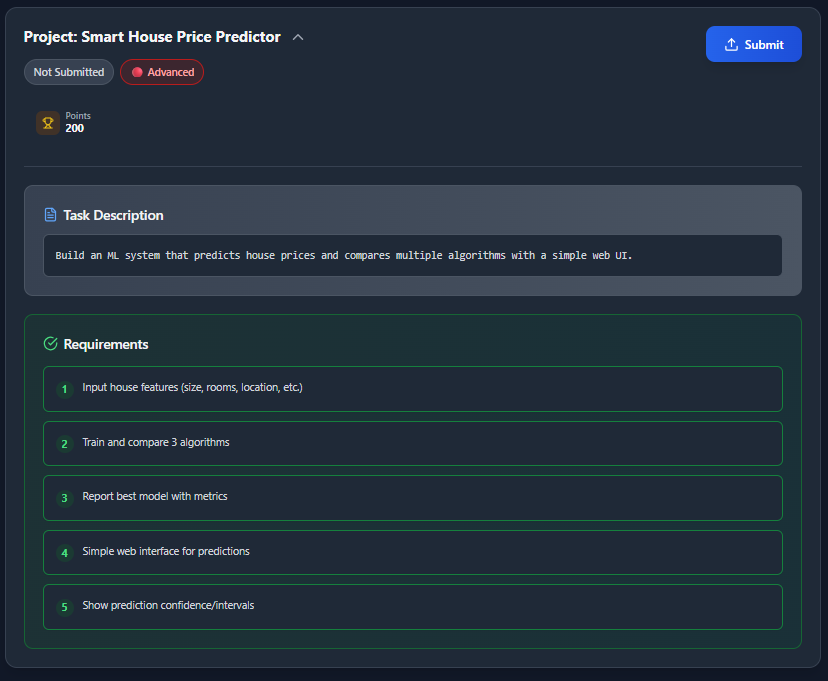 Project: Smart House Price Predictor
Submit
Not Submitted
Advanced
Points
200
Task Description
Build an ML system that predicts house prices and compares multiple algorithms with a simple web UI.
Requirements
1 Input house features (size, rooms, location, etc.)
2 Train and compare 3 algorithms
3 Report best model with metrics
4 Simple web interface for predictions
5 Show prediction confidence/intervals